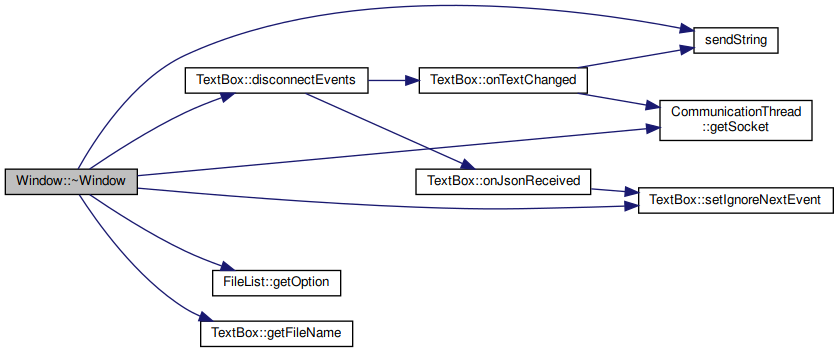 sendString
TextBox::disconnectEvents
TextBox::onTextChanged
CommunicationThread
::getSocket
Window::~Window
TextBox::onJsonReceived
TextBox::setIgnoreNextEvent
FileList::getOption
TextBox::getFileName